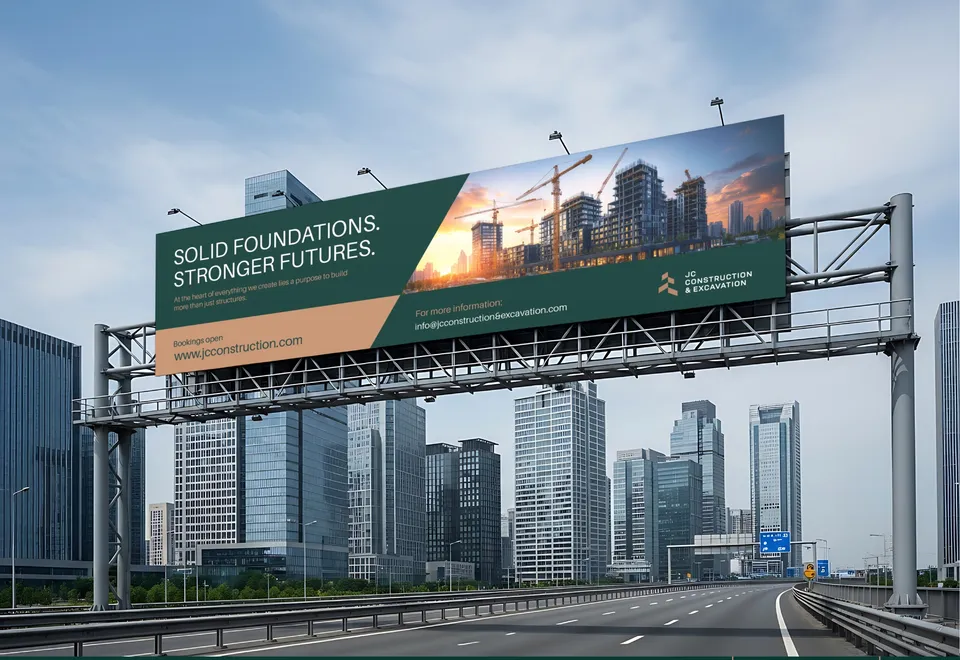 SOLID FOUNDATIONS.
STRONGER FUTURES.
At the heart of everything we create lies a purpose to build
more then just structures.
Bookings open
www.jcconstruction.com
For more information:
info@jcconstruction&excavation.com
JC
CONSTRUCTION
& EXCAVATION